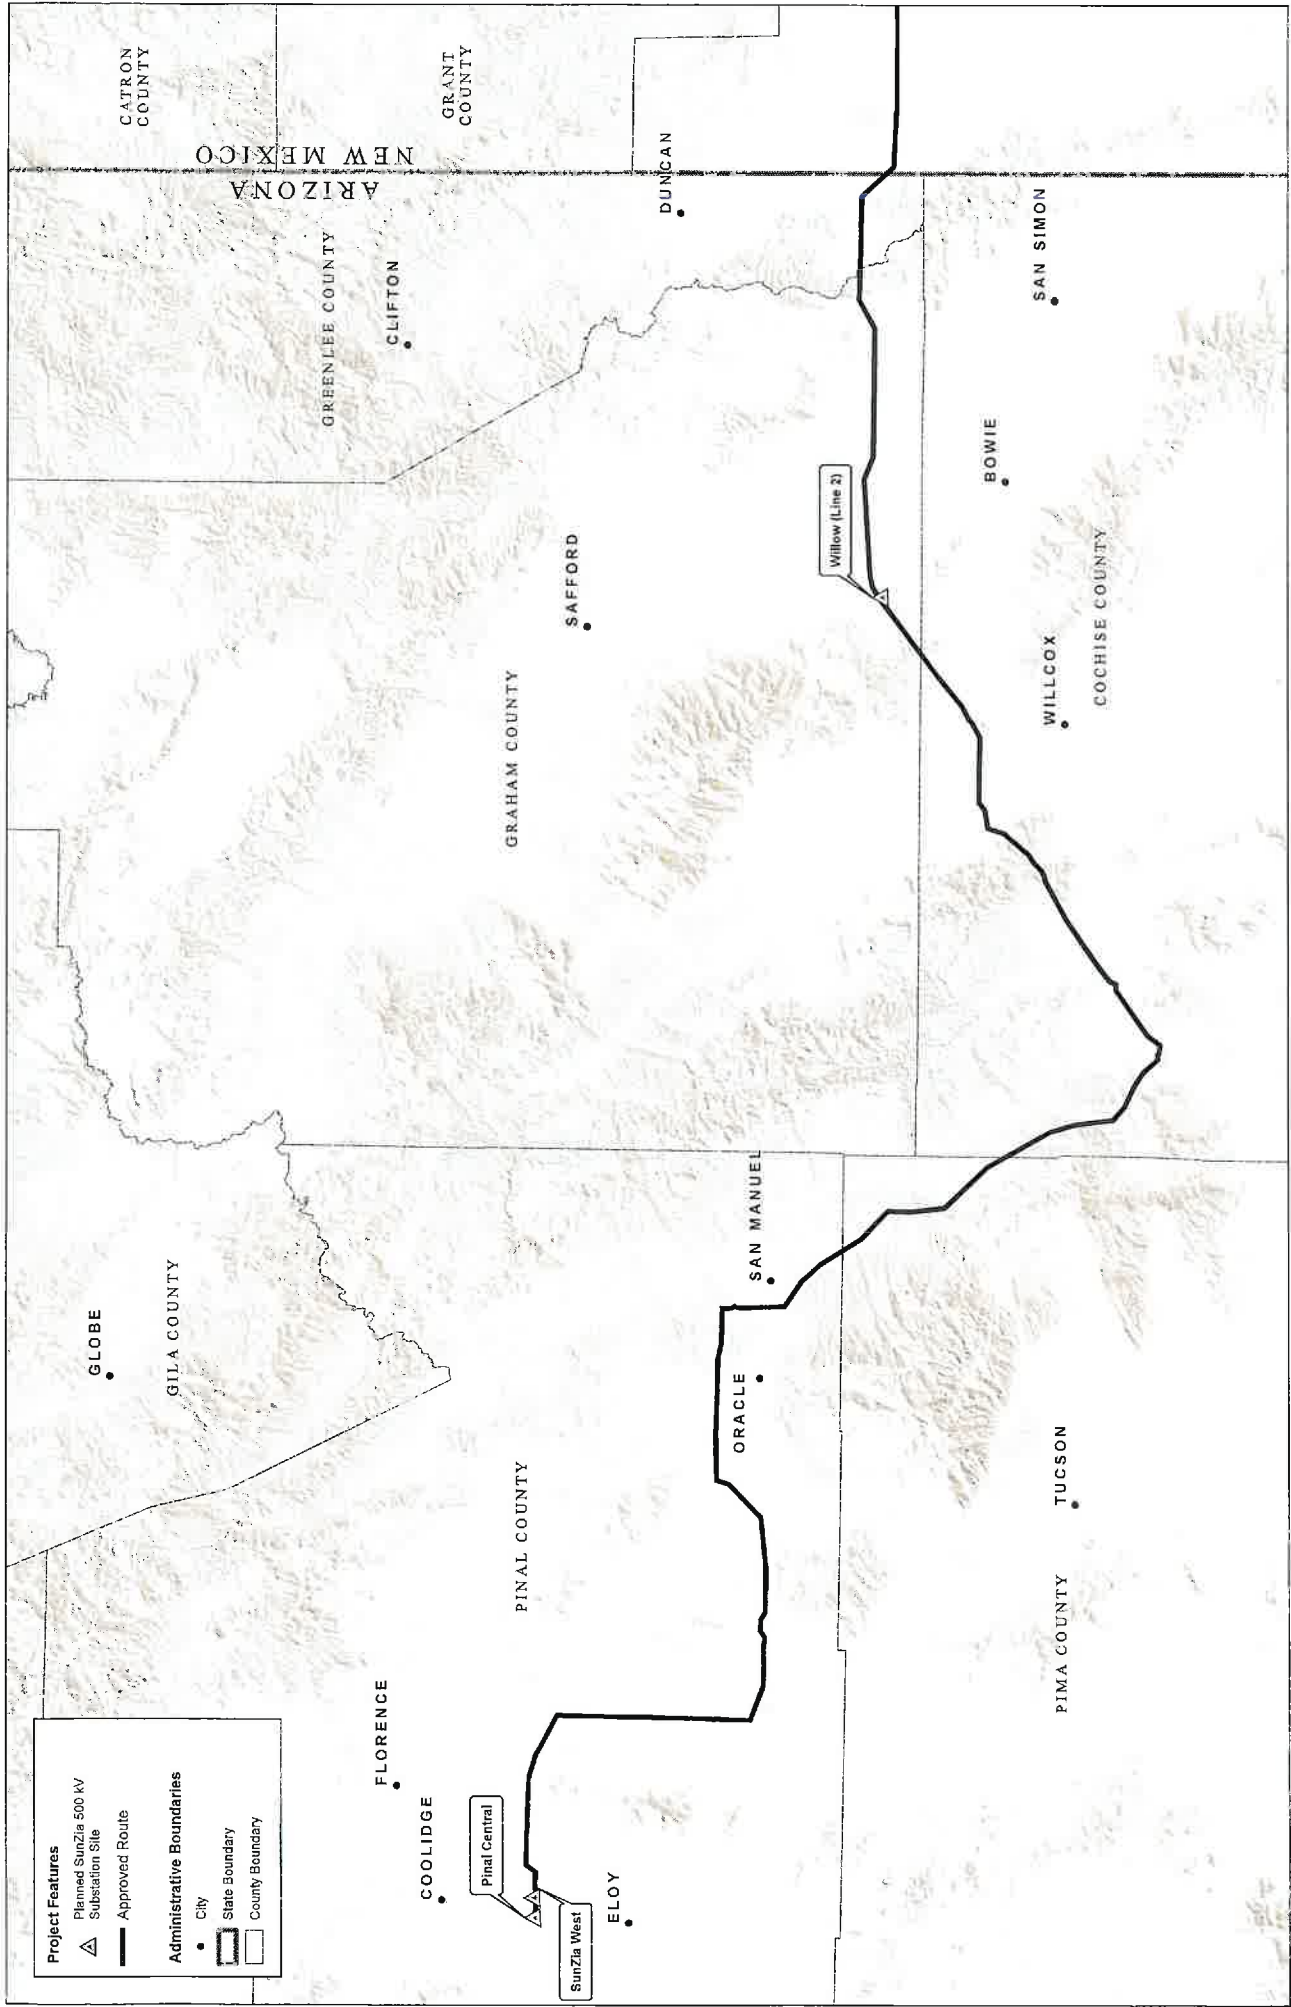 Project Features
Planned SunZia 500 kV
Substation Site
Approved Route
Administrative Boundaries
City
State Boundary
County Boundary
FLORENCE
COOLIDGE
Pinal Central
SunZia West
ELOY
PINAL COUNTY
GLOBE
GILA COUNTY
ORACLE
SAN MANUEL
TUCSON
PIMA COUNTY
GRAHAM COUNTY
SAFFORD
Willow (Line 2)
WILLCOX
COCHISE COUNTY
BOWIE
SAN SIMON
GREENLEE COUNTY
CLIFTON
DUNCAN
ARIZONA
NEW MEXICO
CATRON
COUNTY
GRANT
COUNTY